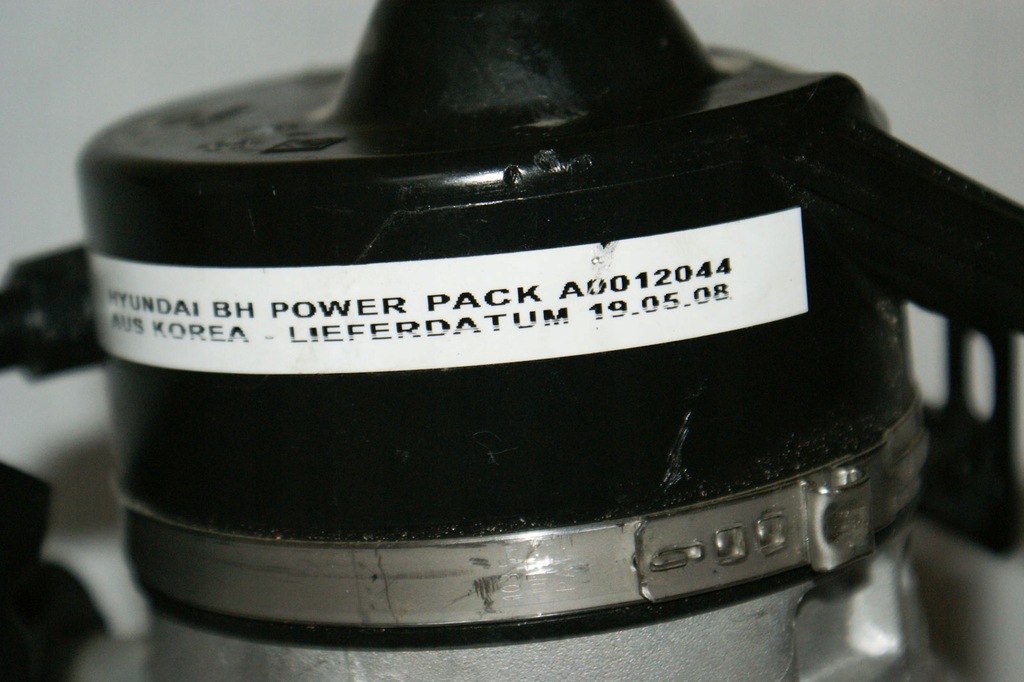 HYUNDAI BH POWER PACK A0012044
AUS KOREA - LIEFERDATUM 19.05.08